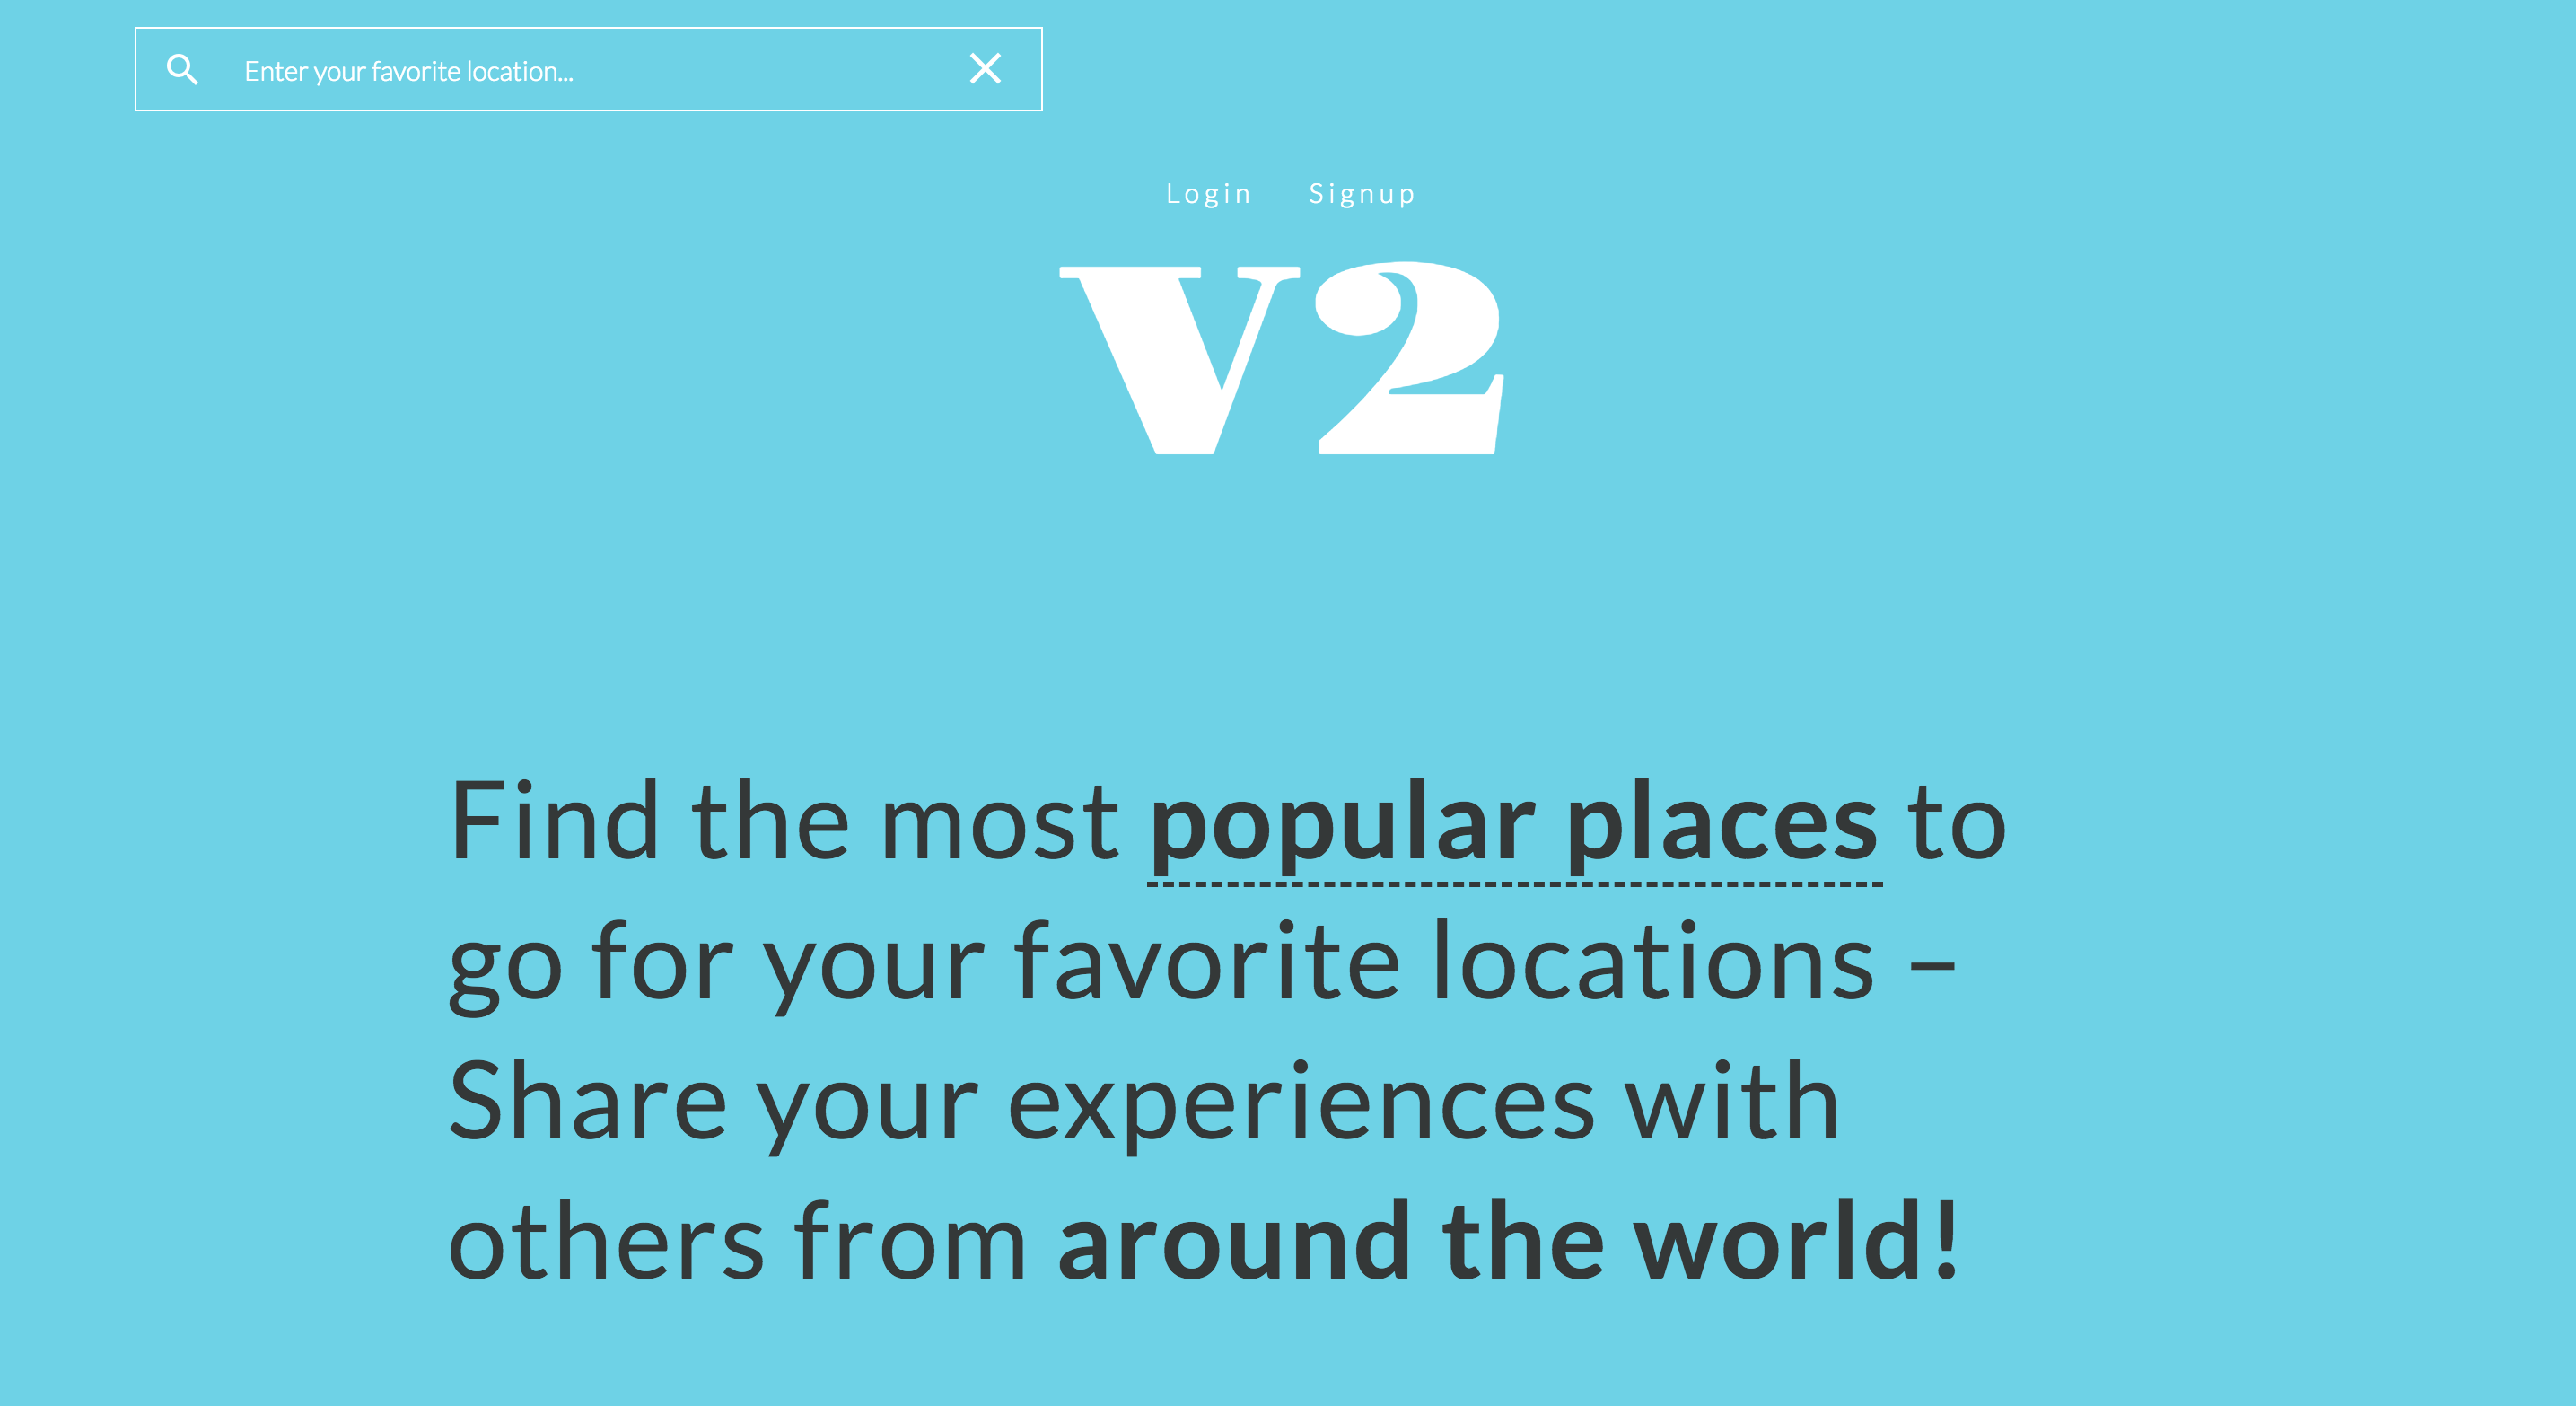 Enter your favorite location...
Login Signup
V2
Find the most popular places to
go for your favorite locations –
Share your experiences with
others from around the world!